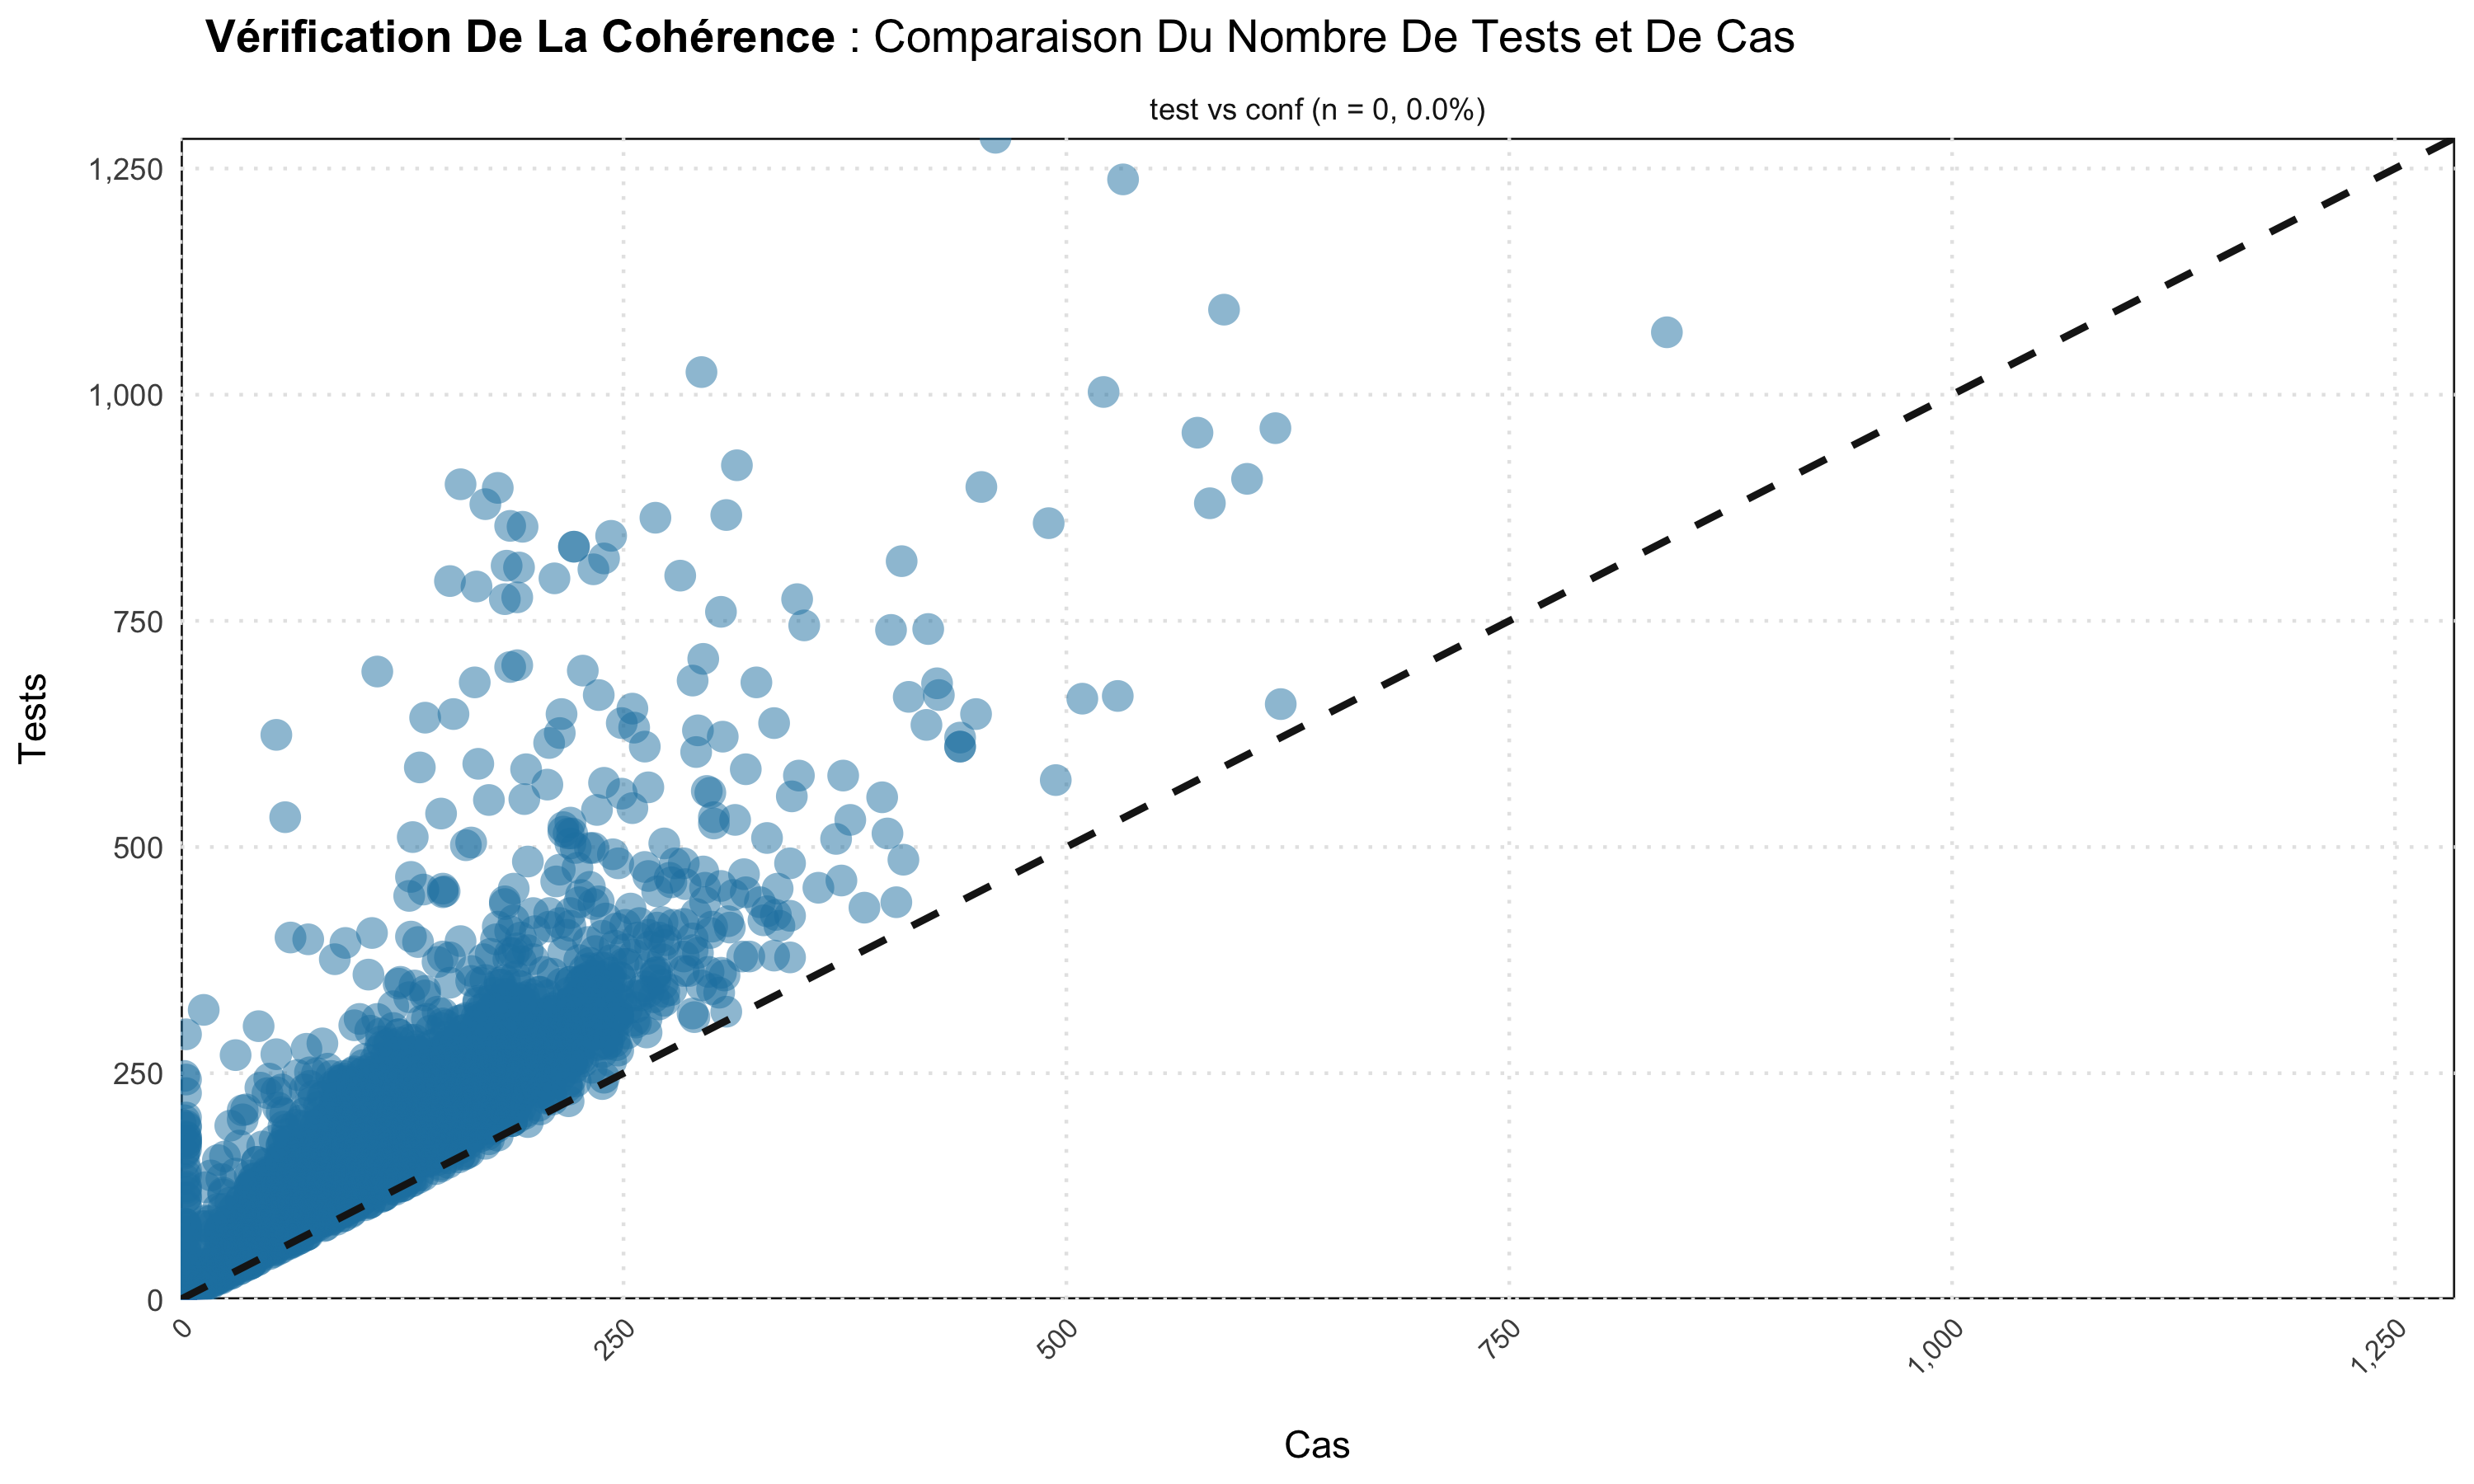 Vérification De La Cohérence : Comparaison Du Nombre De Tests et De Cas
test vs conf (n = 0, 0.0%)
1,250
1,000
750
500
250
0
Tests
0 250 500 750 1,000 1,250
Cas